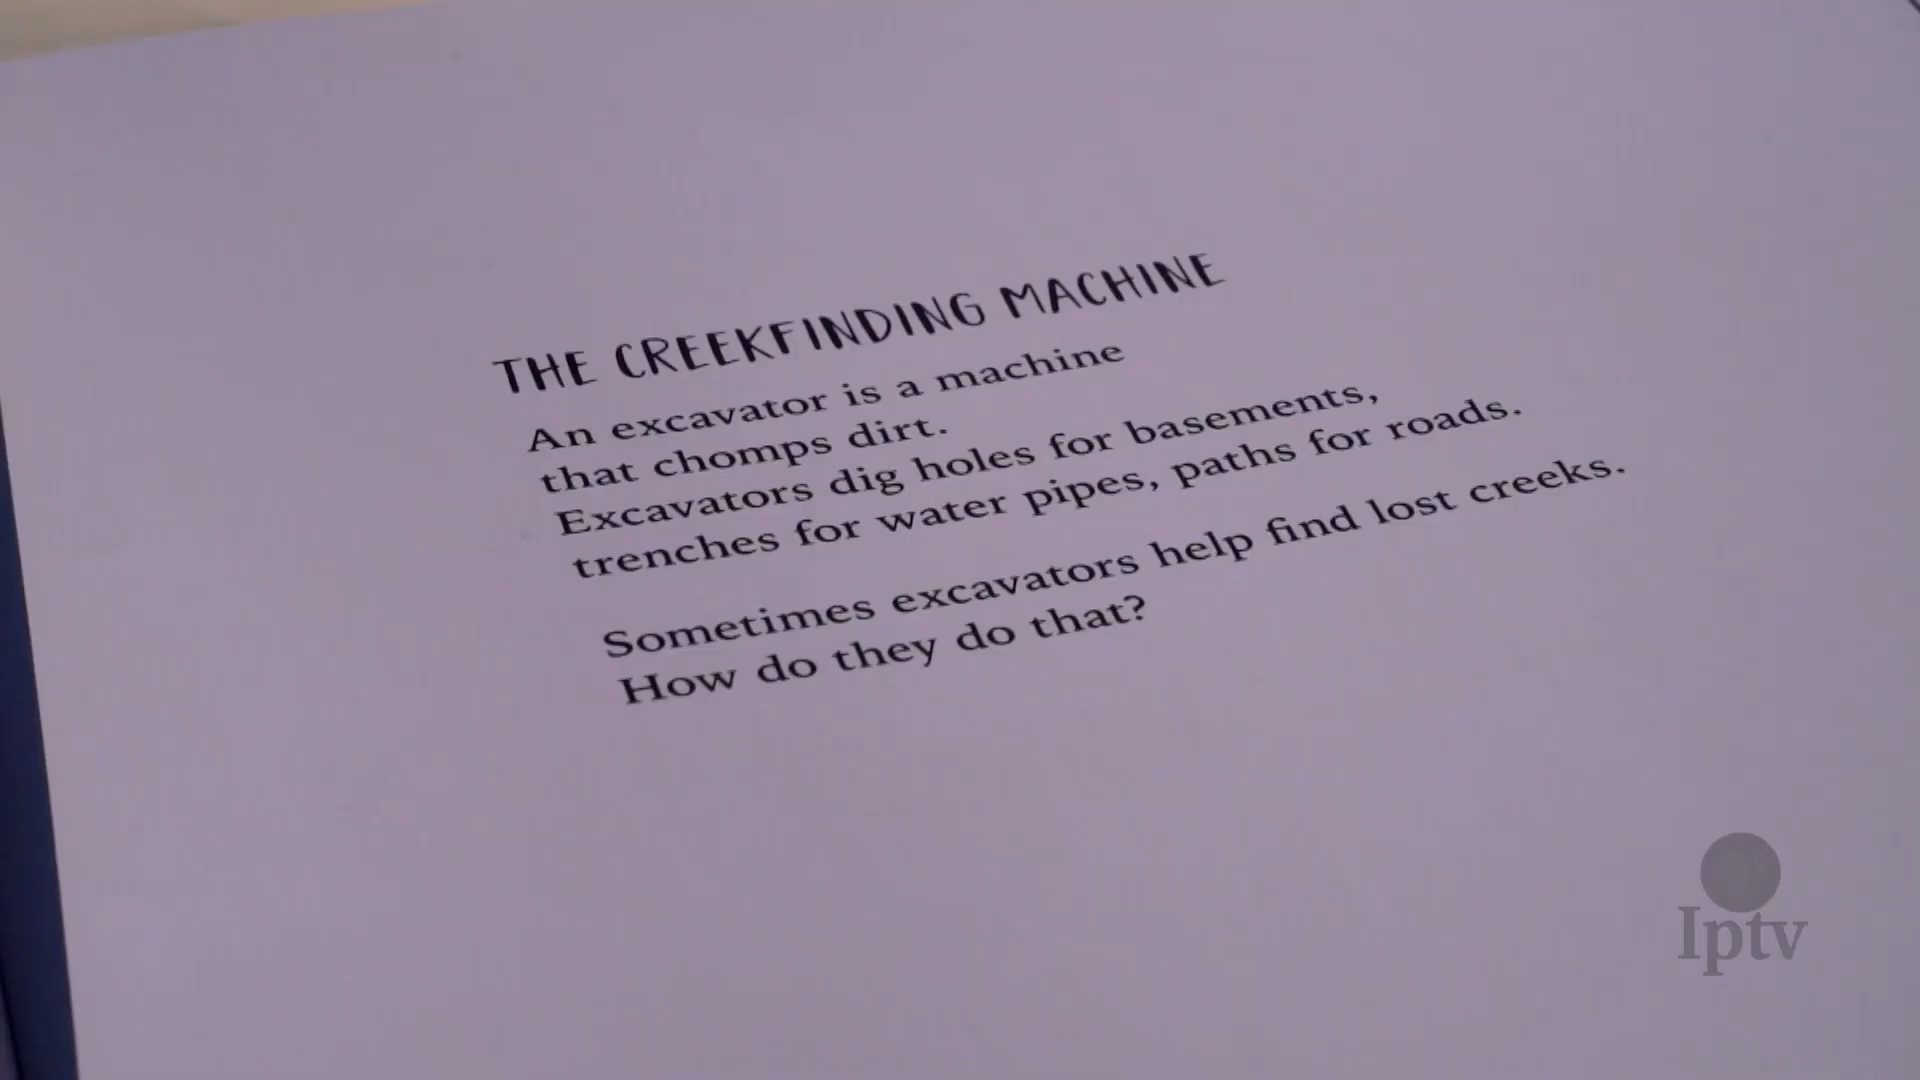 THE CREEKFINDING MACHINE
An excavator is a machine
that chomps dirt.
Excavators dig holes for basements,
trenches for water pipes, paths for roads.
Sometimes excavators help find lost creeks.
How do they do that?
Iptv